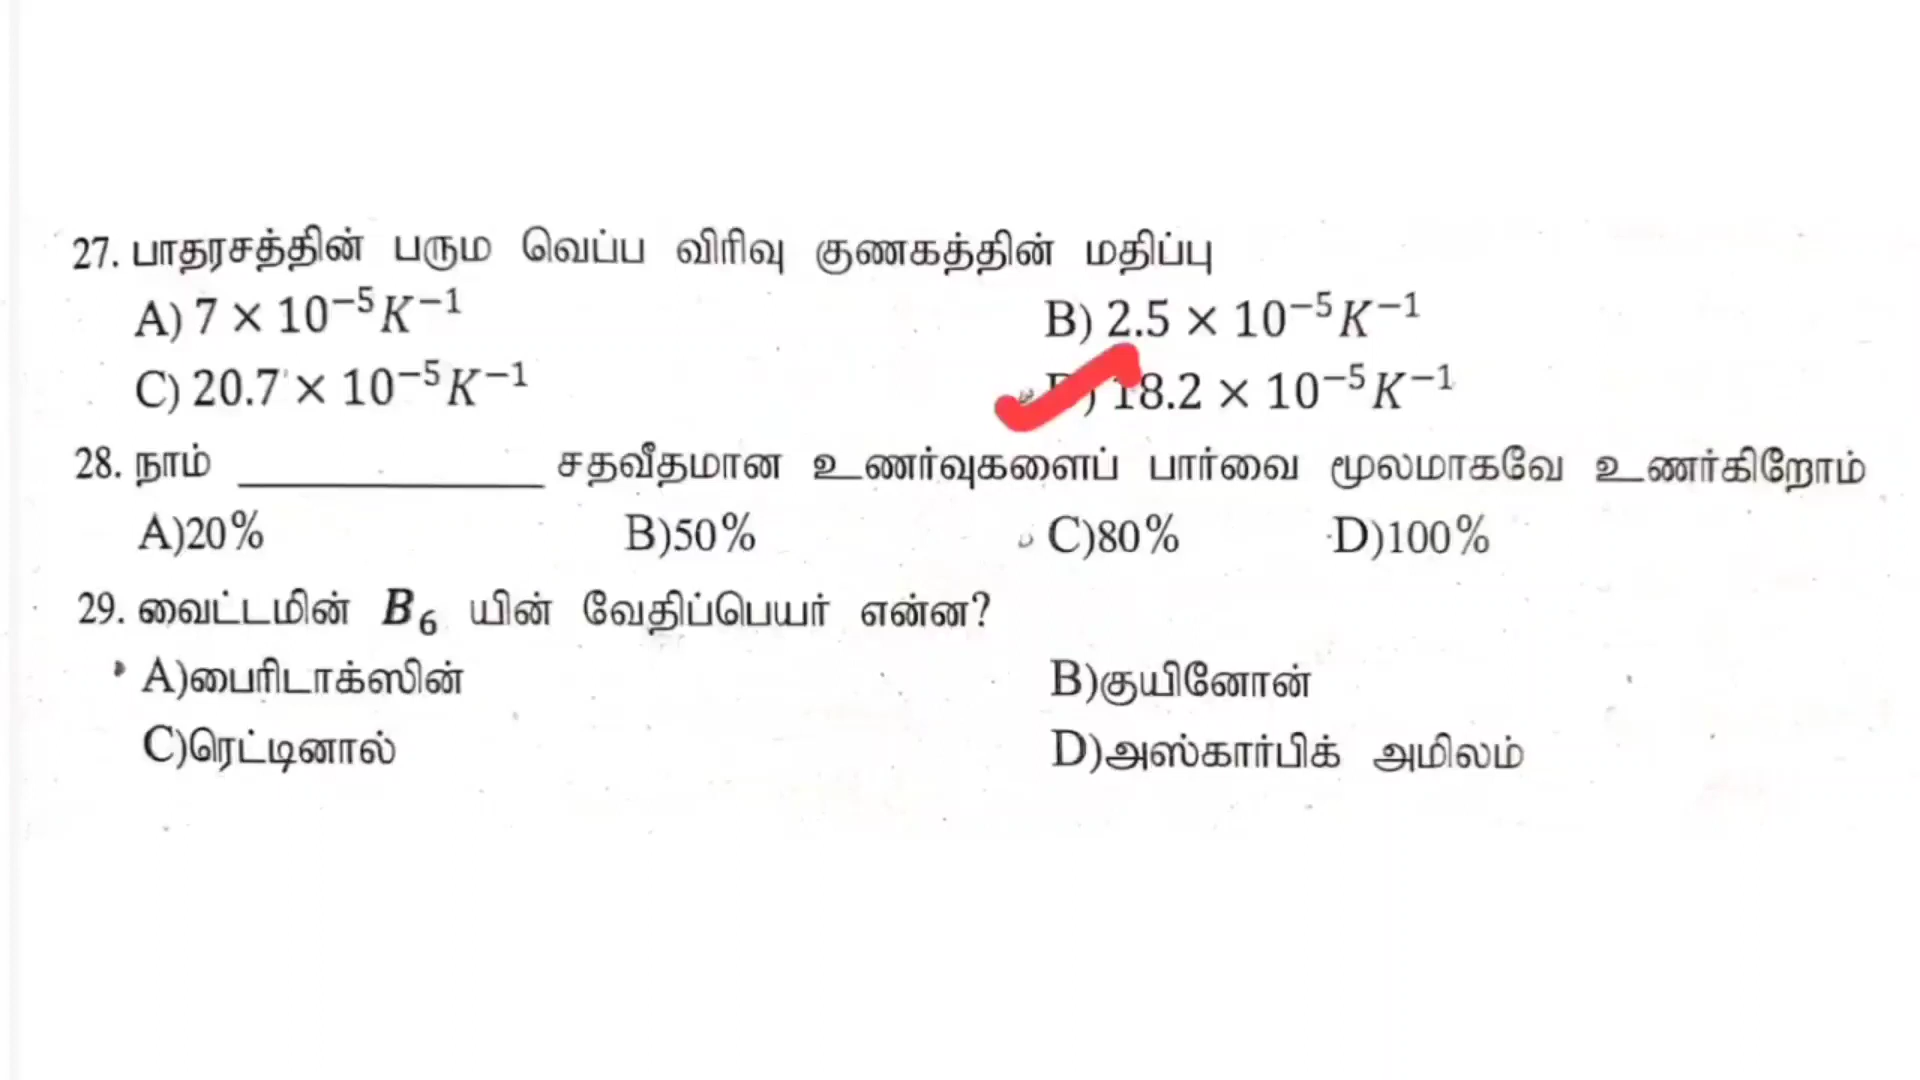 27. பாதரசத்தின் பரும வெப்ப விரிவு குணகத்தின் மதிப்பு
A) 7 × 10⁻⁵K⁻¹ B) 2.5 × 10⁻⁵K⁻¹
C) 20.7 × 10⁻⁵K⁻¹ D) 18.2 × 10⁻⁵K⁻¹
28. நாம் ____________ சதவீதமான உணர்வுகளைப் பார்வை மூலமாகவே உணர்கிறோம்
A)20% B)50% C)80% D)100%
29. வைட்டமின் B₆ யின் வேதிப்பெயர் என்ன?
A)பைரிடாக்ஸின் B)குயினோன்
C)ரெட்டினால் D)அஸ்கார்பிக் அமிலம்